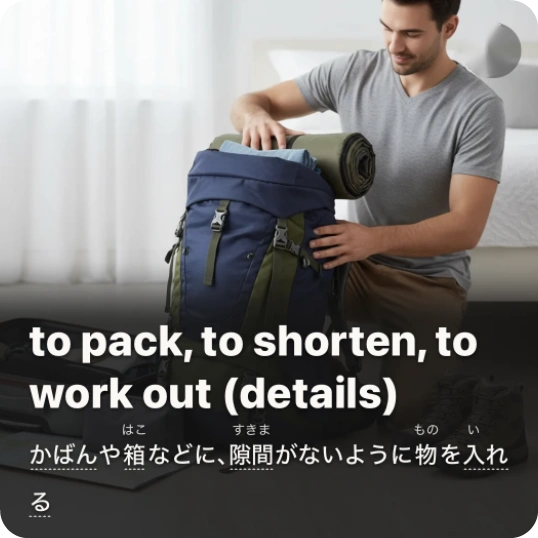 to pack, to shorten, to
work out (details)
はこ すきま もの い
かばんや箱などに、隙間がないように物を入れ
る